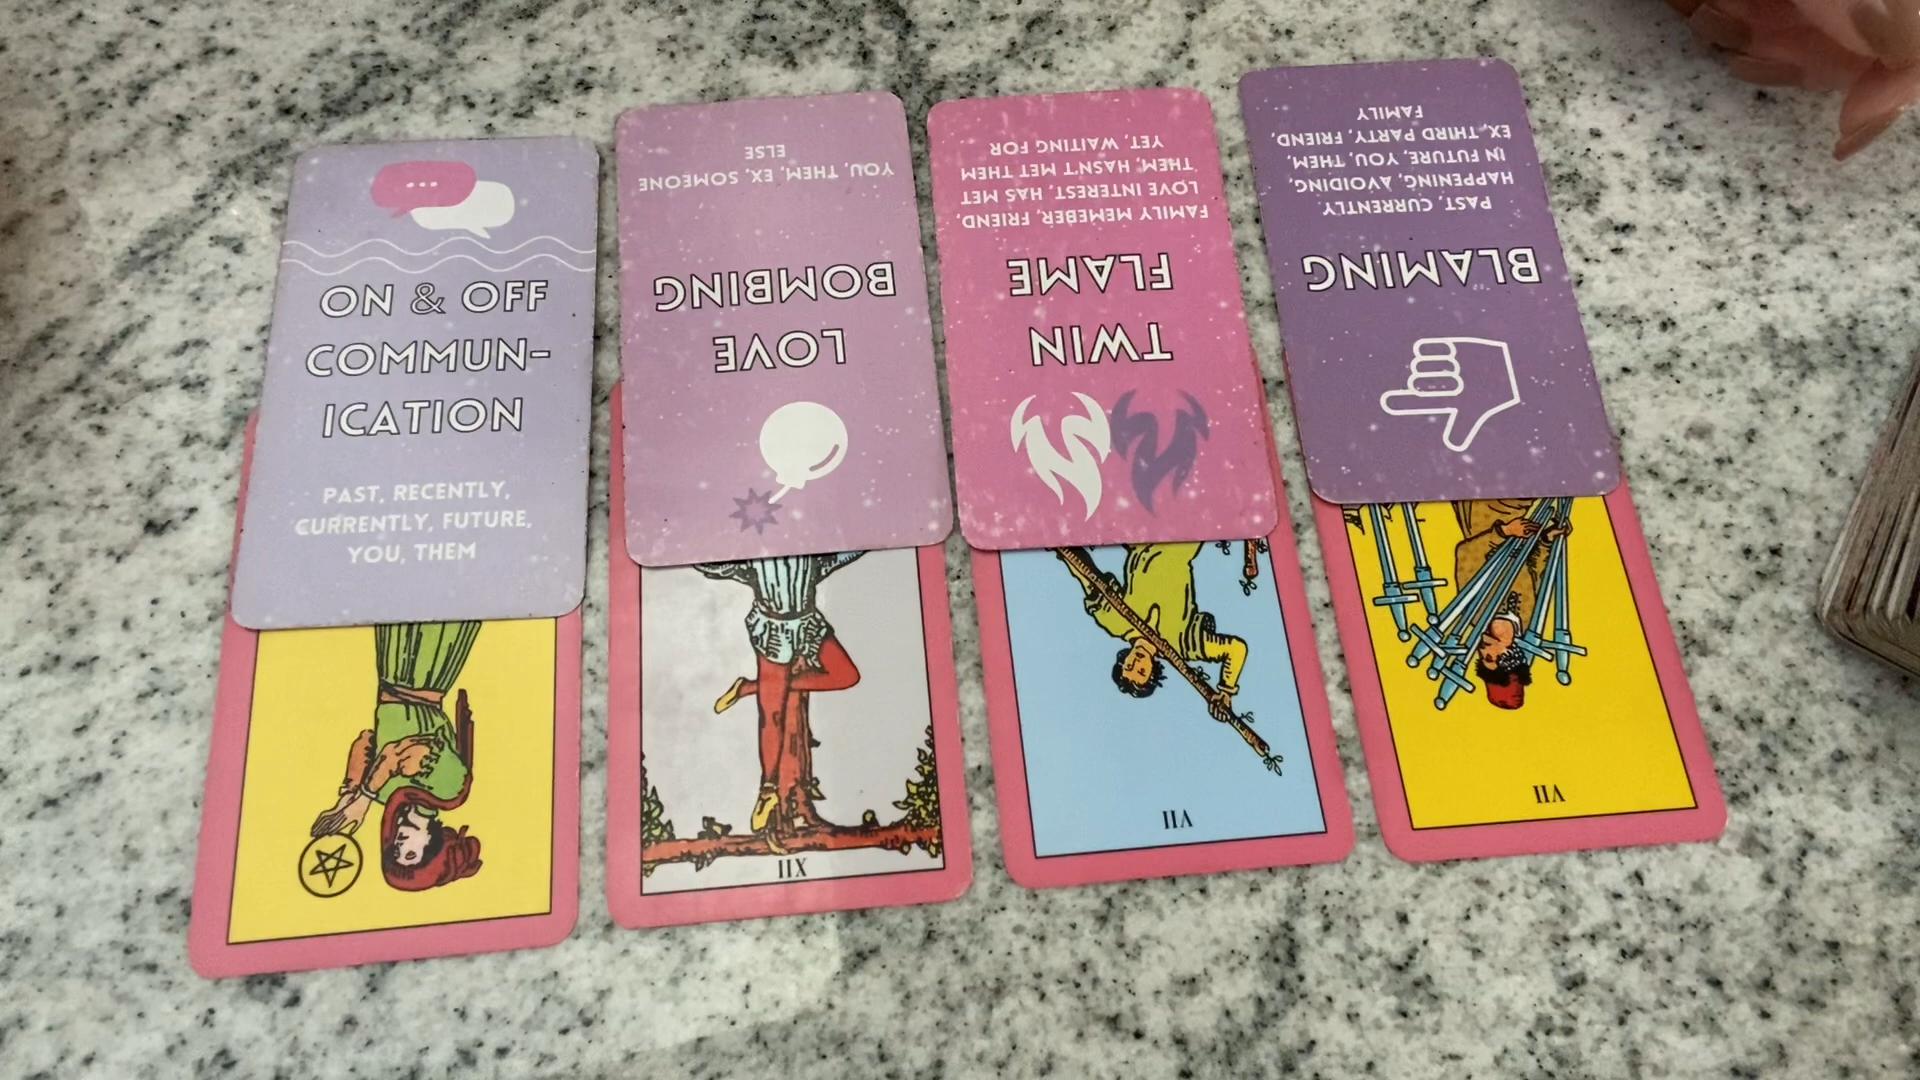 ON & OFF
COMMUN-
ICATION
PAST, RECENTLY,
CURRENTLY, FUTURE,
YOU, THEM
LOVE
BOMBING
YOU, THEM, EX, SOMEONE
ELSE
XII
TWIN
FLAME
FAMILY MEMEBER, FRIEND,
LOVE INTEREST, HAS MET
THEM, HASN'T MET THEM
YET, WAITING FOR
VII
BLAMING
PAST, CURRENTLY
HAPPENING, AVOIDING,
IN FUTURE, YOU, THEM,
EX, THIRD PARTY, FRIEND,
FAMILY
VII